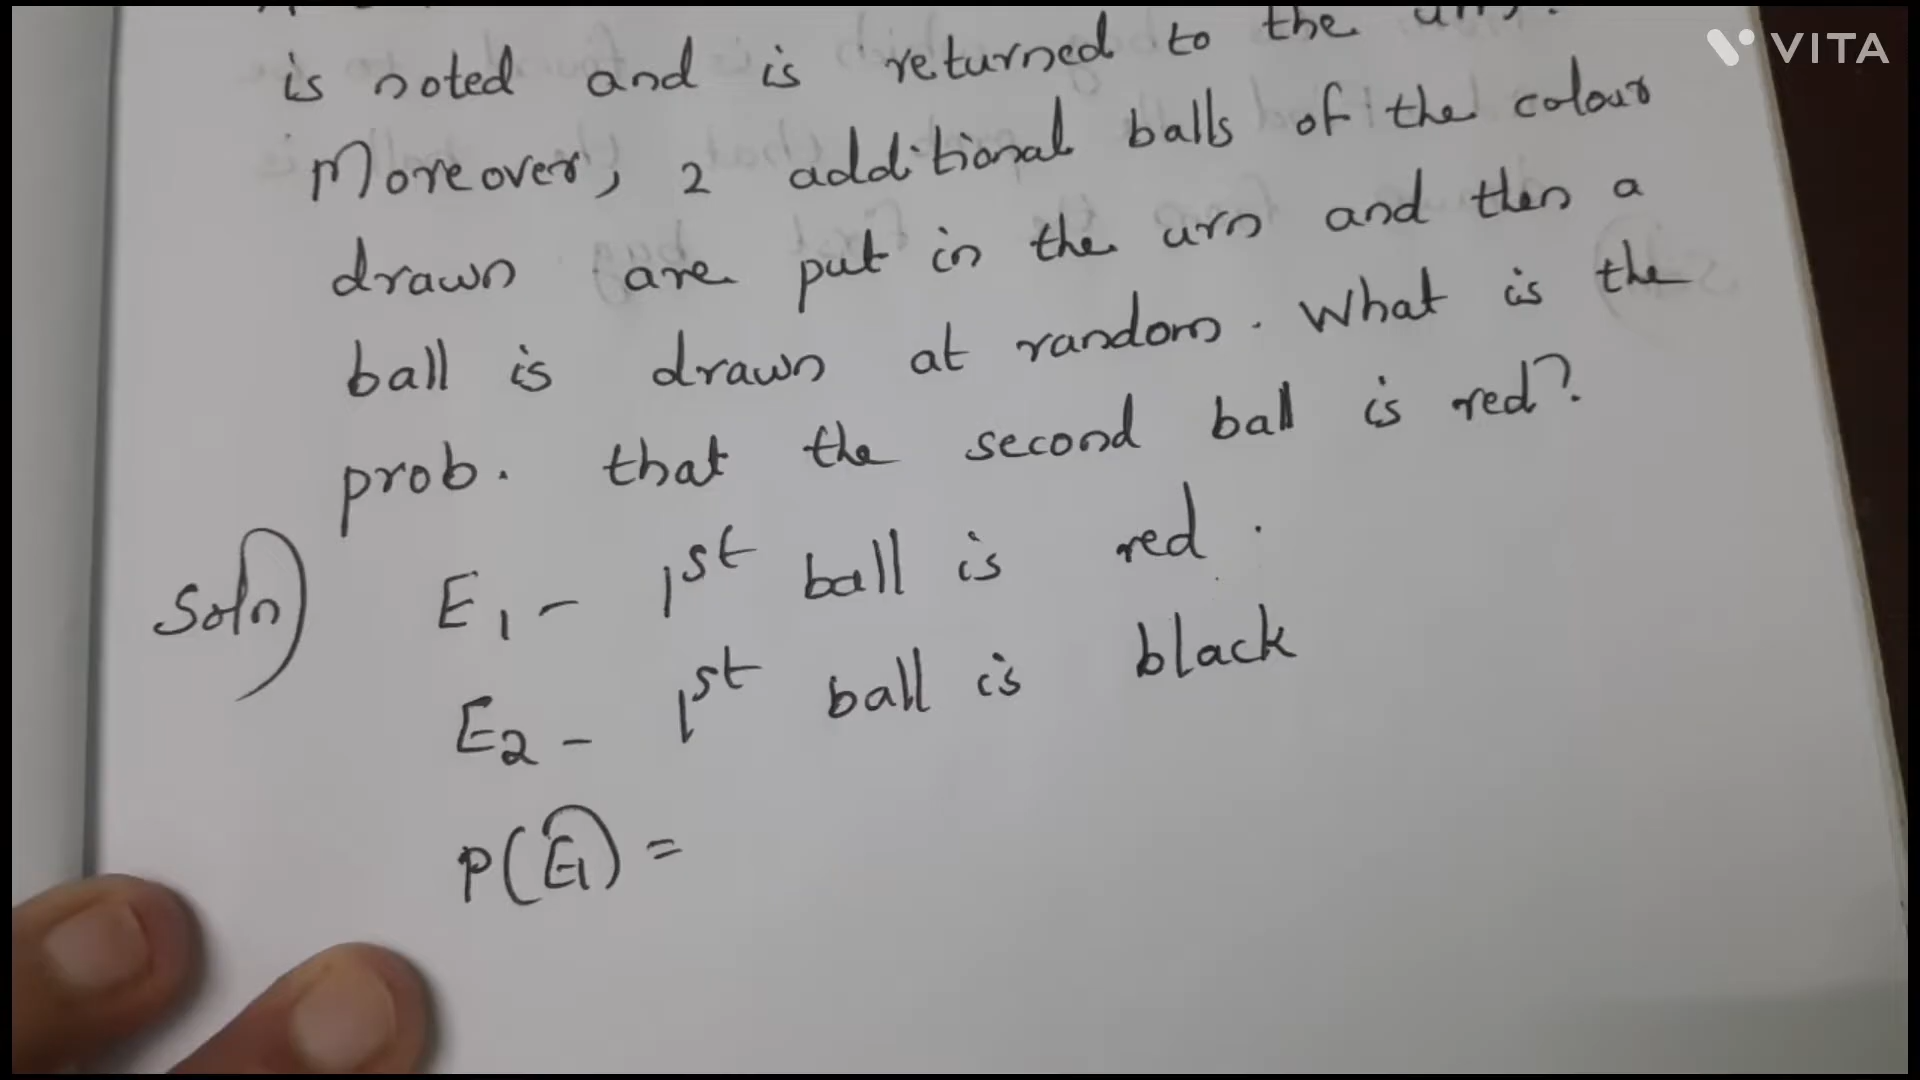 is noted and is returned to the urn.
VITA
Moreover, 2 additional balls of the colour
drawn are put in the urn and then a
ball is drawn at random. What is the
prob. that the second ball is red?
Soln) E1 - 1st ball is red.
E2 - 1st ball is black
P(E1) =